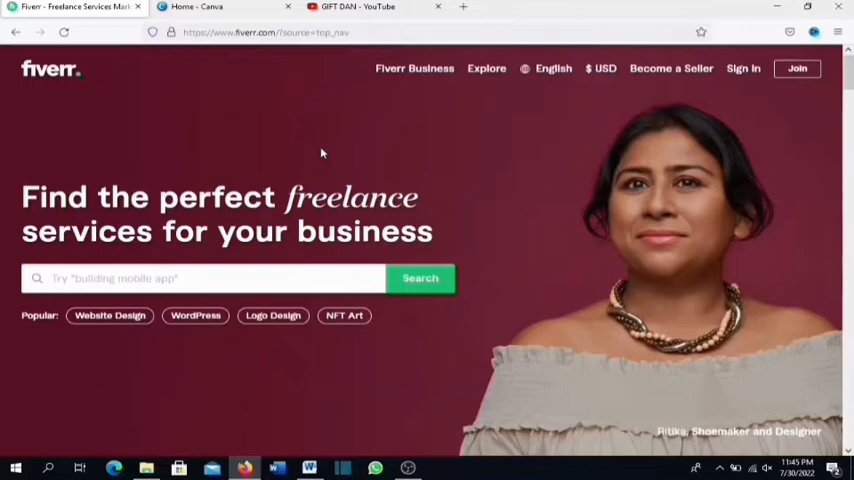 Fiverr - Freelance Services Mark
Home - Canva
GIFT DAN - YouTube
https://www.fiverr.com/?source=top_nav
fiverr.
Fiverr Business
Explore
English
$ USD
Become a Seller
Sign In
Join
Find the perfect freelance
services for your business
Try "building mobile app"
Search
Popular:
Website Design
WordPress
Logo Design
NFT Art
Ritika, Shoemaker and Designer
11:45 PM
7/30/2022